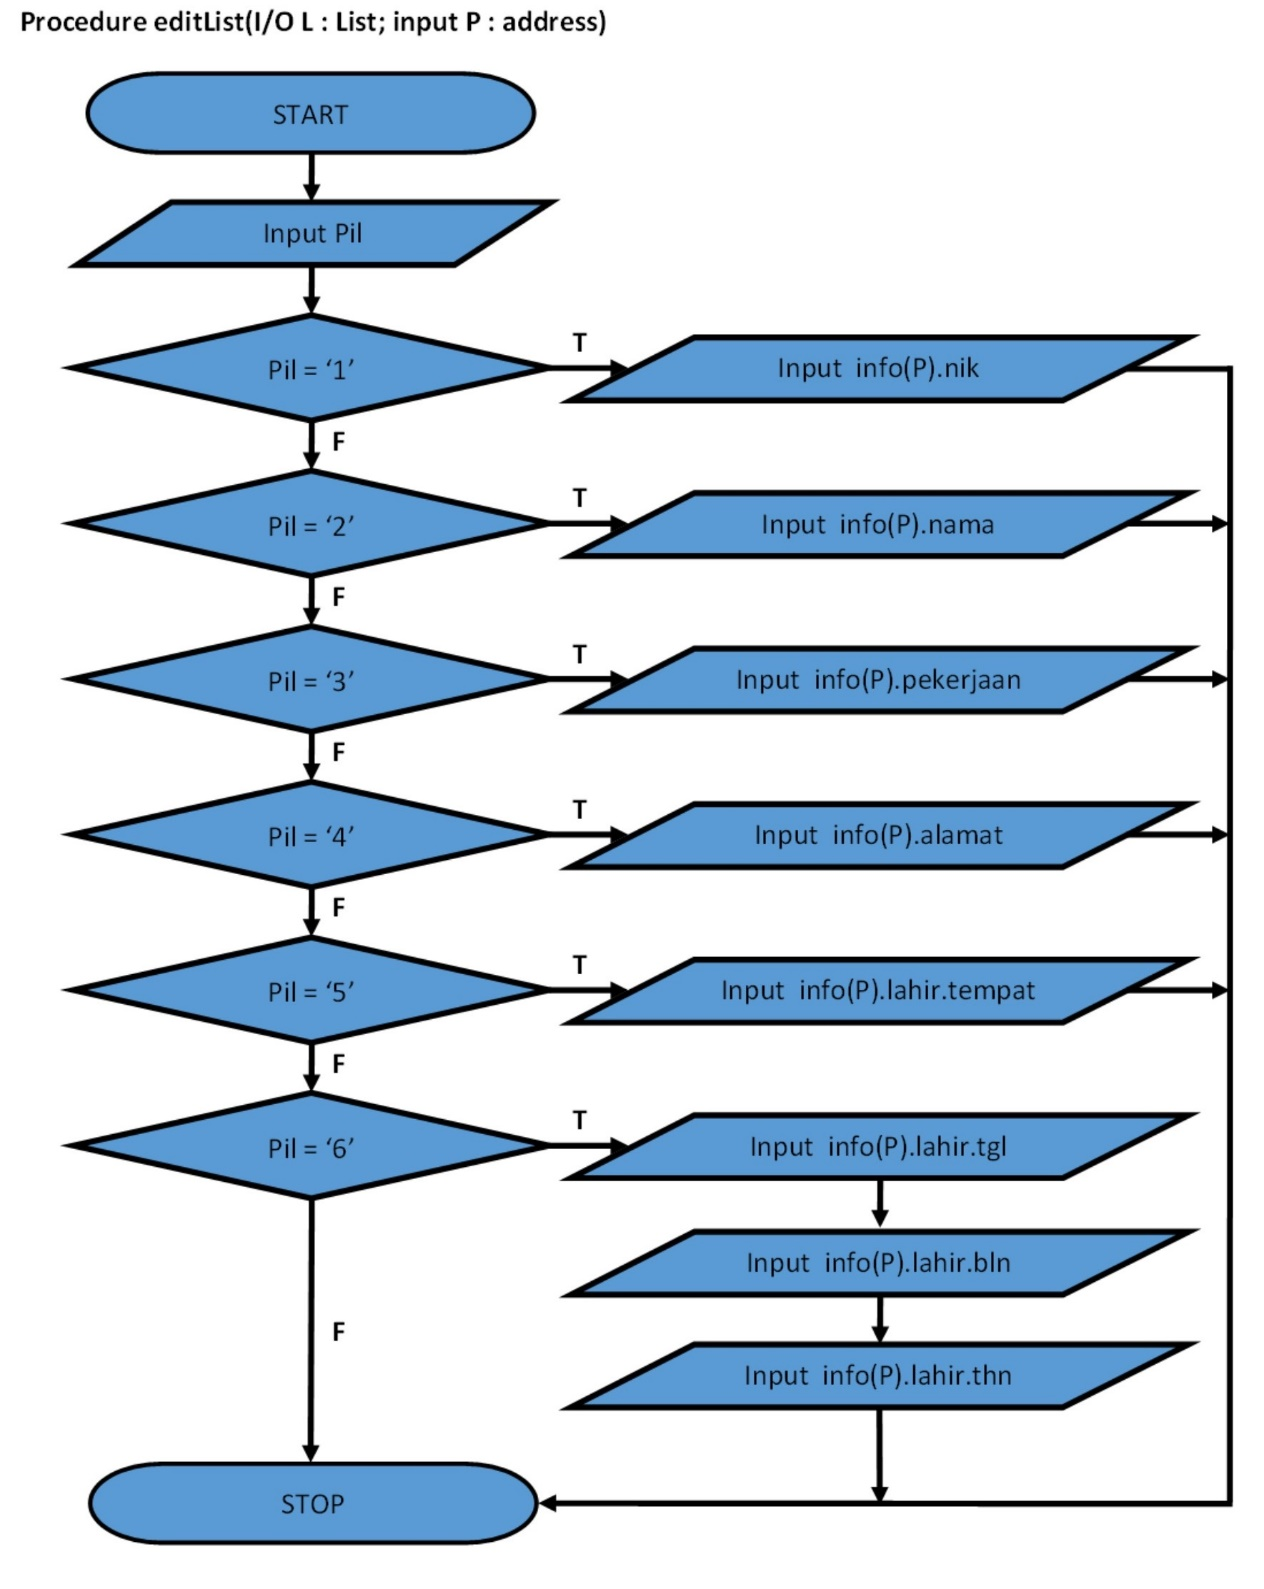 Procedure editList(I/O L : List; input P : address)
START
Input Pil
Pil = ‘1’
T
Input info(P).nik
F
Pil = ‘2’
T
Input info(P).nama
F
Pil = ‘3’
T
Input info(P).pekerjaan
F
Pil = ‘4’
T
Input info(P).alamat
F
Pil = ‘5’
T
Input info(P).lahir.tempat
F
Pil = ‘6’
T
Input info(P).lahir.tgl
Input info(P).lahir.bln
F
Input info(P).lahir.thn
STOP